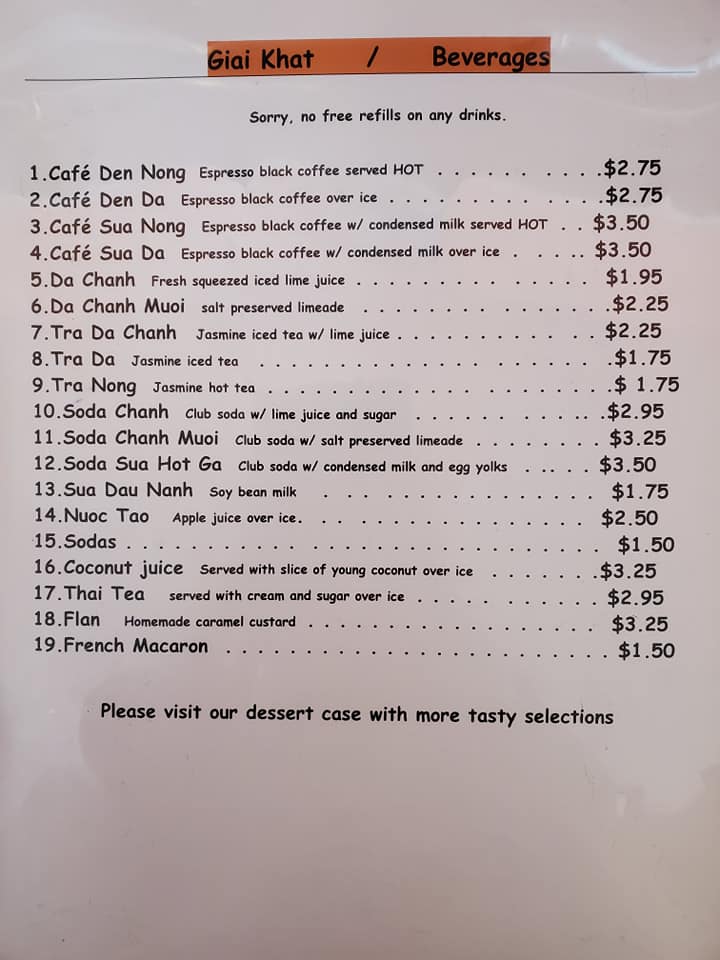 Giai Khat / Beverages
Sorry, no free refills on any drinks.
1.Café Den Nong Espresso black coffee served HOT . . . . . . . . . .$2.75
2.Café Den Da Espresso black coffee over ice . . . . . . . . . . . . .$2.75
3.Café Sua Nong Espresso black coffee w/ condensed milk served HOT . . $3.50
4.Café Sua Da Espresso black coffee w/ condensed milk over ice . . . .. $3.50
5.Da Chanh Fresh squeezed iced lime juice . . . . . . . . . . . . . . $1.95
6.Da Chanh Muoi salt preserved limeade . . . . . . . . . . . . . .$2.25
7.Tra Da Chanh Jasmine iced tea w/ lime juice . . . . . . . . . . . . $2.25
8.Tra Da Jasmine iced tea . . . . . . . . . . . . . . . . . .$1.75
9.Tra Nong Jasmine hot tea . . . . . . . . . . . . . . . . . .$ 1.75
10.Soda Chanh Club soda w/ lime juice and sugar . . . . . . . . . .. .$2.95
11.Soda Chanh Muoi Club soda w/ salt preserved limeade . . . . . . . . $3.25
12.Soda Sua Hot Ga Club soda w/ condensed milk and egg yolks . .. . . $3.50
13.Sua Dau Nanh Soy bean milk . . . . . . . . . . . . . . $1.75
14.Nuoc Tao Apple juice over ice. . . . . . . . . . . . . $2.50
15.Sodas . . . . . . . . . . . . . . . . . . . . . $1.50
16.Coconut juice Served with slice of young coconut over ice . . . . . . .$3.25
17.Thai Tea served with cream and sugar over ice . . . . . . . . . . $2.95
18.Flan Homemade caramel custard . . . . . . . . . . . . . . . $3.25
19.French Macaron . . . . . . . . . . . . . . . . . . . $1.50
Please visit our dessert case with more tasty selections